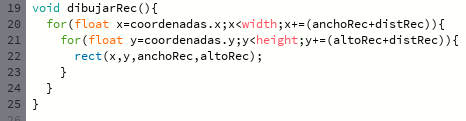 19 void dibujarRec(){
20   for(float x=coordenadas.x;x<width;x+=(anchoRec+distRec)){
21     for(float y=coordenadas.y;y<height;y+=(altoRec+distRec)){
22       rect(x,y,anchoRec,altoRec);
23     }
24   }
25 }
26